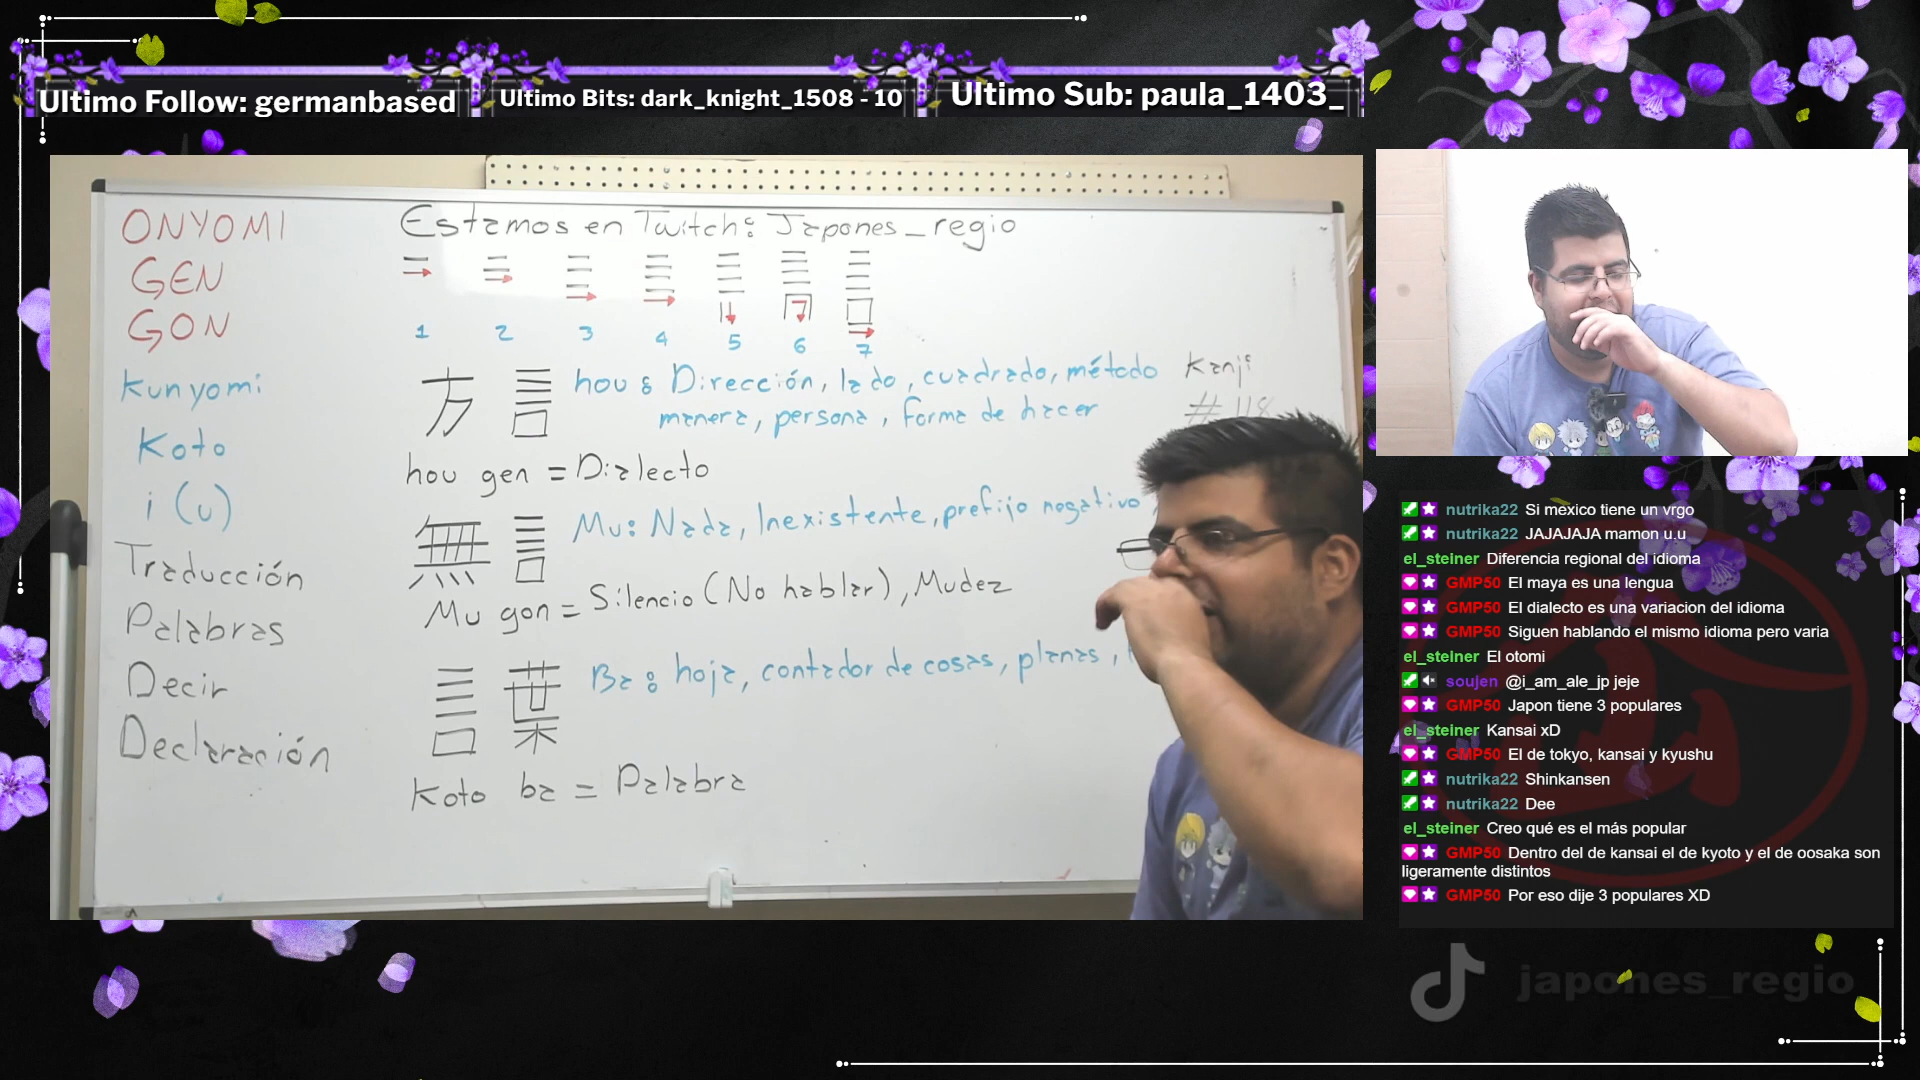 Ultimo Follow: germanbased
Ultimo Bits: dark_knight_1508 - 10
Ultimo Sub: paula_1403_
ONYOMI
GEN
GON
Kunyomi
Koto
i (u)
Traducción
Palabras
Decir
Declaración
Estamos en Twitch: Japones_regio
1 2 3 4 5 6 7
方言 hou: Dirección, lado, cuadrado, método
manera, persona, forma de hacer
Kanji
#118
hou gen = Dialecto
無言 Mu: Nada, Inexistente, prefijo negativo
Mu gon = Silencio (No hablar), Mudez
言葉 Ba: hoja, contador de cosas, planas,
Koto ba = Palabra
nutrika22 Si mexico tiene un vrgo
nutrika22 JAJAJAJA mamon u.u
el_steiner Diferencia regional del idioma
GMP50 El maya es una lengua
GMP50 El dialecto es una variacion del idioma
GMP50 Siguen hablando el mismo idioma pero varia
el_steiner El otomi
soujen @i_am_ale_jp jeje
GMP50 Japon tiene 3 populares
el_steiner Kansai xD
GMP50 El de tokyo, kansai y kyushu
nutrika22 Shinkansen
nutrika22 Dee
el_steiner Creo qué es el más popular
GMP50 Dentro del de kansai el de kyoto y el de oosaka son
ligeramente distintos
GMP50 Por eso dije 3 populares XD
japones_regio